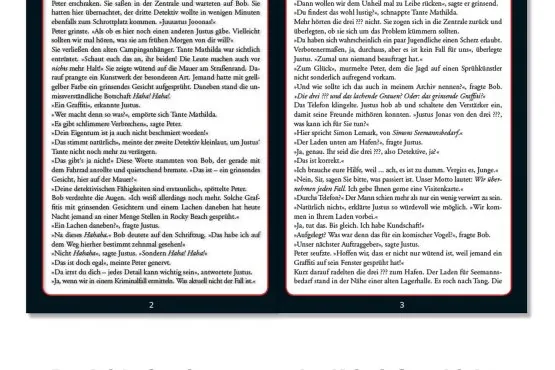 Peter erschraken. Sie saßen in der Zentrale und warteten auf Bob. Sie
hatten ihn überredet, der dritte Detektiv wollte in wenigen Minuten
ebenfalls zum Schrottplatz kommen. »Juuustus Jooonas!«
Peter grinste. »Als ob es hier noch einen anderen Justus gäbe. Vielleicht
sollten wir mal hören, was sie am frühen Morgen von dir will?«
Sie verließen den alten Campinganhänger. Tante Mathilda war sichtlich
entrüstet. »Schaut euch das an, ihr beiden! Die Leute machen auch vor
nichts mehr Halt!« Sie zeigte wütend auf die Mauer am Straßenrand. Da-
rauf prangte ein Kunstwerk der besonderen Art. Jemand hatte mit grell-
gelber Farbe ein grinsendes Gesicht aufgesprüht. Daneben stand die un-
missverständliche Botschaft Haha! Haha!.
»Ein Graffiti«, erkannte Justus.
»Wer macht denn so was?«, empörte sich Tante Mathilda.
»Es gibt schlimmere Verbrechen«, sagte Peter.
»Dein Eigentum ist ja auch nicht beschmiert worden!«
»Das stimmt natürlich«, meinte der zweite Detektiv kleinlaut, um Justus'
Tante nicht noch mehr zu verärgern.
»Das gibt's ja nicht!« Diese Worte stammten von Bob, der gerade mit
dem Fahrrad anrollte und quietschend bremste. »Das ist – ein grinsendes
Gesicht, hier auf der Mauer!«
»Deine detektivischen Fähigkeiten sind erstaunlich«, spöttelte Peter.
Bob verdrehte die Augen. »Ich weiß allerdings noch mehr. Solche Graf-
fiti mit grinsenden Gesichtern und einem Lachen daneben hat heute
Nacht jemand an einer Menge Stellen in Rocky Beach gesprüht.«
»Ein Lachen daneben?«, fragte Justus.
»Na dieses Hahaha.« Bob deutete auf den Schriftzug. »Das habe ich auf
dem Weg hierher bestimmt zehnmal gesehen!«
»Nicht Hahaha«, sagte Justus. »Sondern Haha! Haha!«
»Das ist doch egal«, meinte Peter genervt.
»Da irrst du dich – jedes Detail kann wichtig sein«, antwortete Justus.
»Ja, wenn wir in einem Kriminalfall ermitteln. Was aktuell nicht der Fall ist.«
2
»Dann wollen wir dem Unheil mal zu Leibe rücken«, sagte er grinsend.
»Du findest das wohl lustig!«, schnappte Tante Mathilda.
Mehr hörten die drei ??? nicht. Sie zogen sich in die Zentrale zurück und
überlegten, ob sie sich um das Problem kümmern sollten.
»Da haben sich wahrscheinlich ein paar Jugendliche einen Scherz erlaubt.
Verbotenermaßen, ja, durchaus, aber es ist kein Fall für uns«, überlegte
Justus. »Zumal uns niemand beauftragt hat.«
»Zum Glück«, murmelte Peter, dem die Jagd auf einen Sprühkünstler
nicht sonderlich aufregend vorkam.
»Und wie sollte ich das auch in meinem Archiv nennen?«, fragte Bob.
»Die drei ??? und das lachende Grauen? Oder: das grinsende Graffiti?«
Das Telefon klingelte. Justus hob ab und schaltete den Verstärker ein,
damit seine Freunde mithören konnten. »Justus Jonas von den drei ???,
was kann ich für Sie tun?«
»Hier spricht Simon Lemark, von Simons Seemannsbedarf.«
»Der Laden unten am Hafen?«, fragte Justus.
»Ja, genau. Ihr seid die drei ???, also Detektive, ja?«
»Das ist korrekt.«
»Ich brauche eure Hilfe, weil ... ach, es ist zu dumm. Vergiss es, Junge.«
»Nein, Sir, sagen Sie bitte, was passiert ist. Unser Motto lautet: Wir über-
nehmen jeden Fall. Ich gebe Ihnen gerne eine Visitenkarte.«
»Durchs Telefon?« Der Mann schien mehr als nur ein wenig verwirrt zu sein.
»Natürlich nicht«, erklärte Justus so würdevoll wie möglich. »Wir kom-
men in Ihrem Laden vorbei.«
»Ja, tut das. Bis gleich. Ich habe Kundschaft!«
»Aufgelegt? Was war denn das für ein komischer Vogel?«, fragte Bob.
»Unser nächster Auftraggeber«, sagte Justus.
Peter seufzte. »Hoffen wir, dass er nicht nur wütend ist, weil jemand ein
Graffiti auf sein Fenster gesprüht hat!«
Kurz darauf radelten die drei ??? zum Hafen. Der Laden für Seemanns-
bedarf stand in der Nähe einer alten Lagerhalle. Es roch nach Tang. Die
3